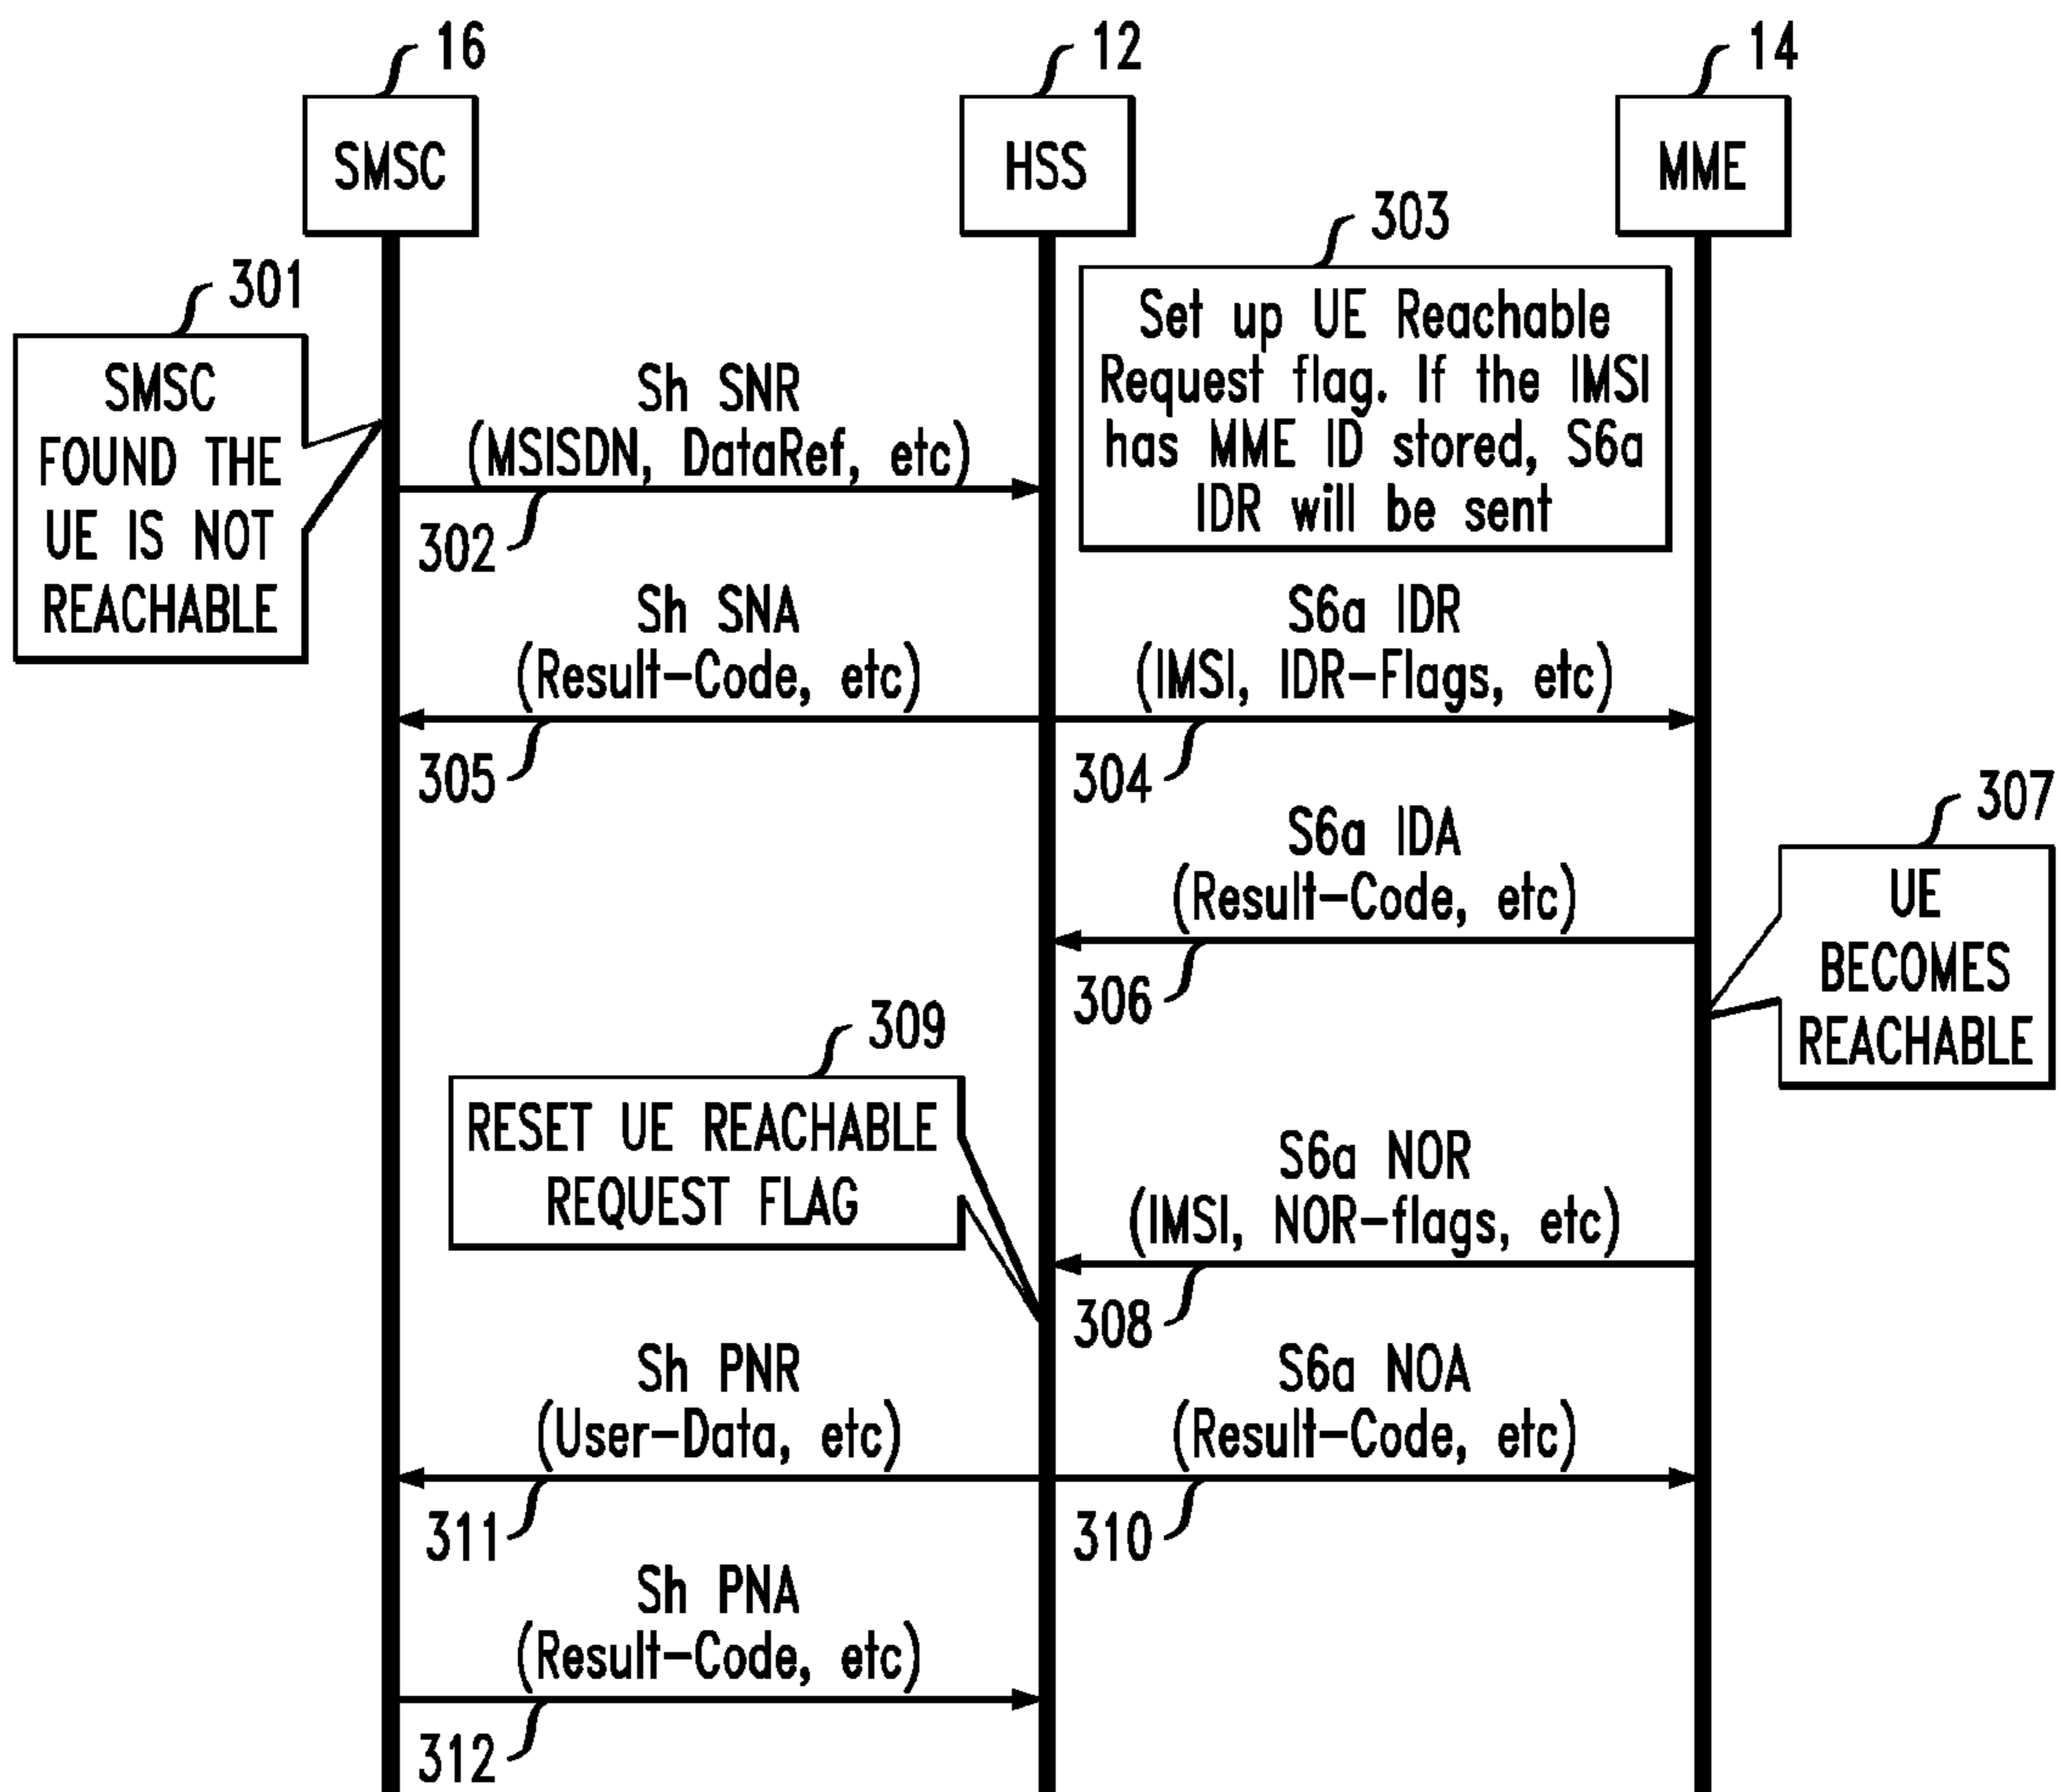 16
12
14
SMSC
HSS
MME
301
SMSC
FOUND THE
UE IS NOT
REACHABLE
303
Set up UE Reachable
Request flag. If the IMSI
has MME ID stored, S6a
IDR will be sent
Sh SNR
(MSISDN, DataRef, etc)
302
Sh SNA
(Result-Code, etc)
305
S6a IDR
(IMSI, IDR-Flags, etc)
304
S6a IDA
(Result-Code, etc)
306
307
UE
BECOMES
REACHABLE
309
RESET UE REACHABLE
REQUEST FLAG
S6a NOR
(IMSI, NOR-flags, etc)
308
Sh PNR
(User-Data, etc)
311
S6a NOA
(Result-Code, etc)
310
Sh PNA
(Result-Code, etc)
312